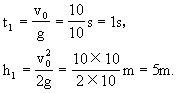 t₁ = v₀/g = 10/10 s = 1s,
h₁ = v₀²/2g = 10×10/2×10 m = 5m.